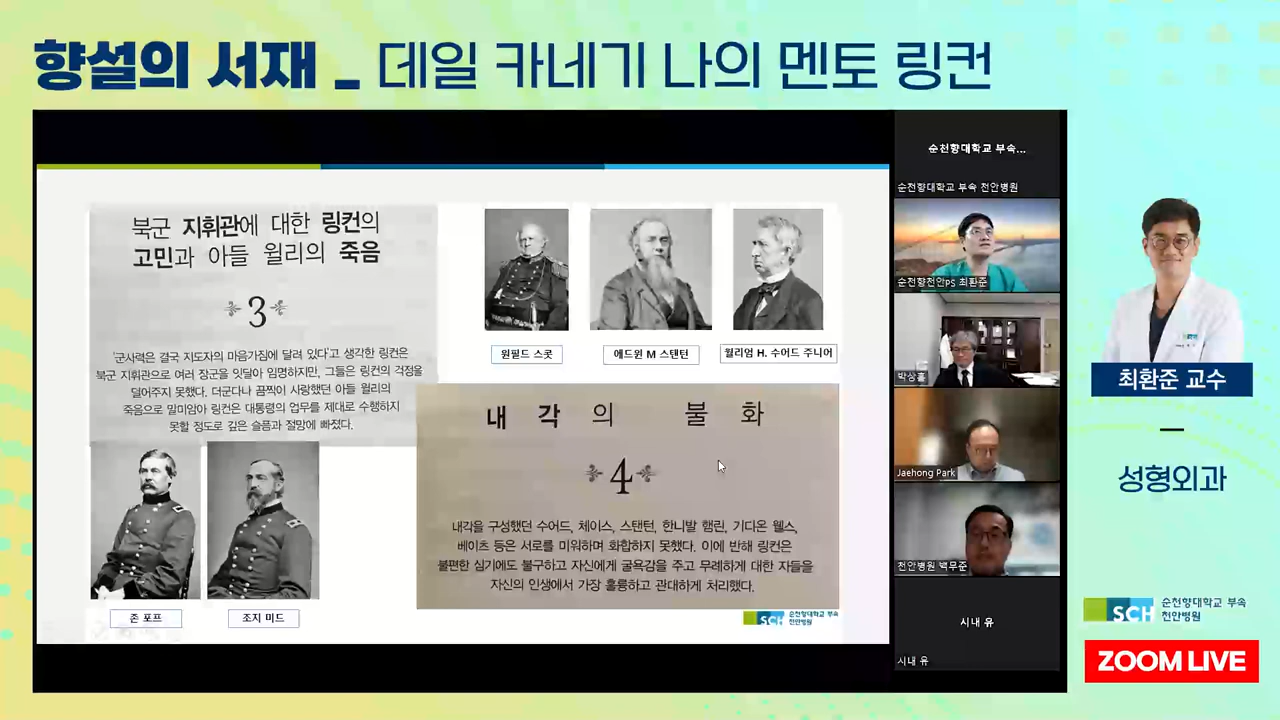 향설의 서재 _ 데일 카네기 나의 멘토 링컨
북군 지휘관에 대한 링컨의
고민과 아들 윌리의 죽음
3
'군사력은 결국 지도자의 마음가짐에 달려 있다'고 생각한 링컨은
북군 지휘관으로 여러 장군을 잇달아 임명하지만, 그들은 링컨의 걱정을
덜어주지 못했다. 더군다나 끔찍이 사랑했던 아들 윌리의
죽음으로 말미암아 링컨은 대통령의 업무를 제대로 수행하지
못할 정도로 깊은 슬픔과 절망에 빠졌다.
존 포프
조지 미드
윈필드 스콧
에드윈 M 스탠턴
윌리엄 H. 수어드 주니어
내각의 불화
4
내각을 구성했던 수어드, 체이스, 스탠턴, 한니발 햄린, 기디온 웰스,
베이츠 등은 서로를 미워하며 화합하지 못했다. 이에 반해 링컨은
불편한 심기에도 불구하고 자신에게 굴욕감을 주고 무례하게 대한 자들을
자신의 인생에서 가장 훌륭하고 관대하게 처리했다.
SCH 순천향대학교 부속
천안병원
순천향대학교 부속...
순천향대학교 부속 천안병원
순천향천안ps 최환준
박상흠
Jaehong Park
천안병원 백무준
시내 유
시내 유
최환준 교수
성형외과
SCH 순천향대학교 부속
천안병원
ZOOM LIVE